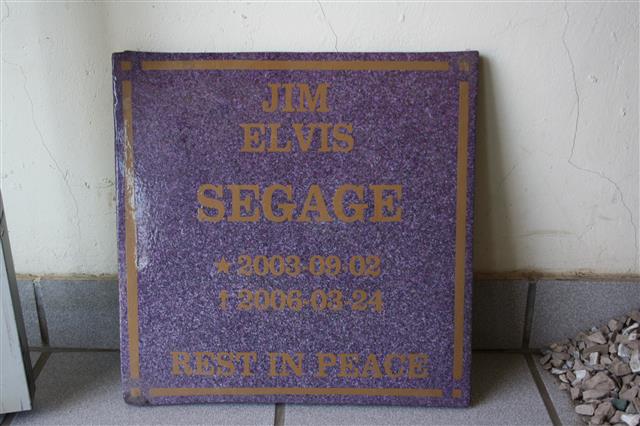 JIM
ELVIS
SEGAGE
★ 2003-09-02
† 2006-03-24
REST IN PEACE